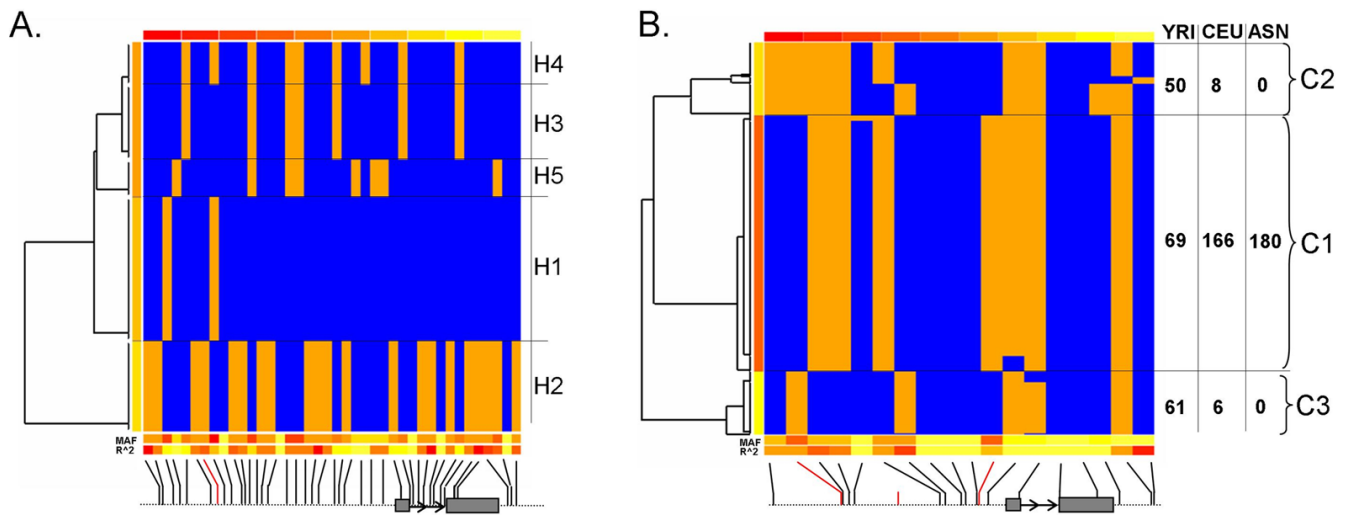 A.
H4
H3
H5
H1
H2
MAF
R^2
B.
YRI CEU ASN
50 8 0 C2
69 166 180 C1
61 6 0 C3
MAF
R^2